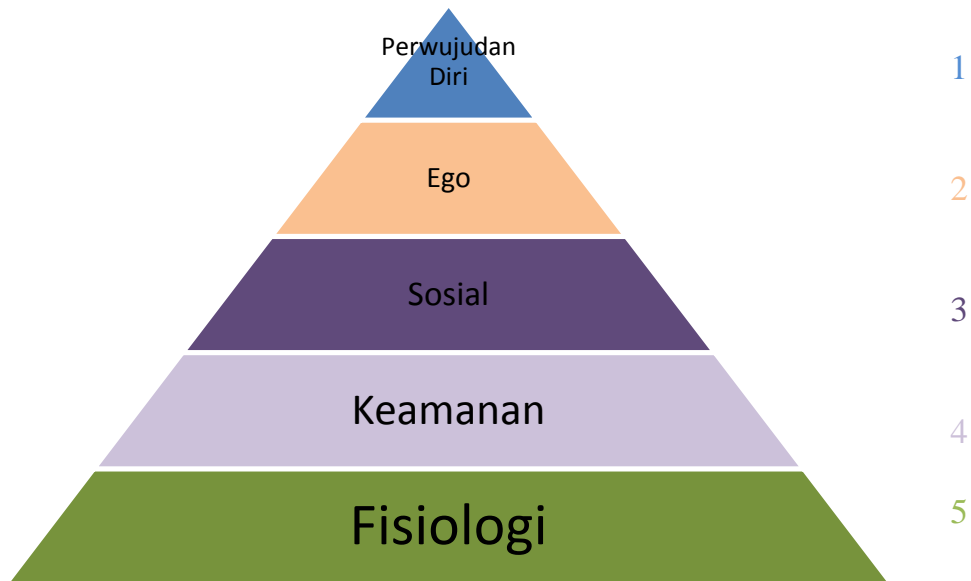 Perwujudan
Diri
1
Ego
2
Sosial
3
Keamanan
4
Fisiologi
5